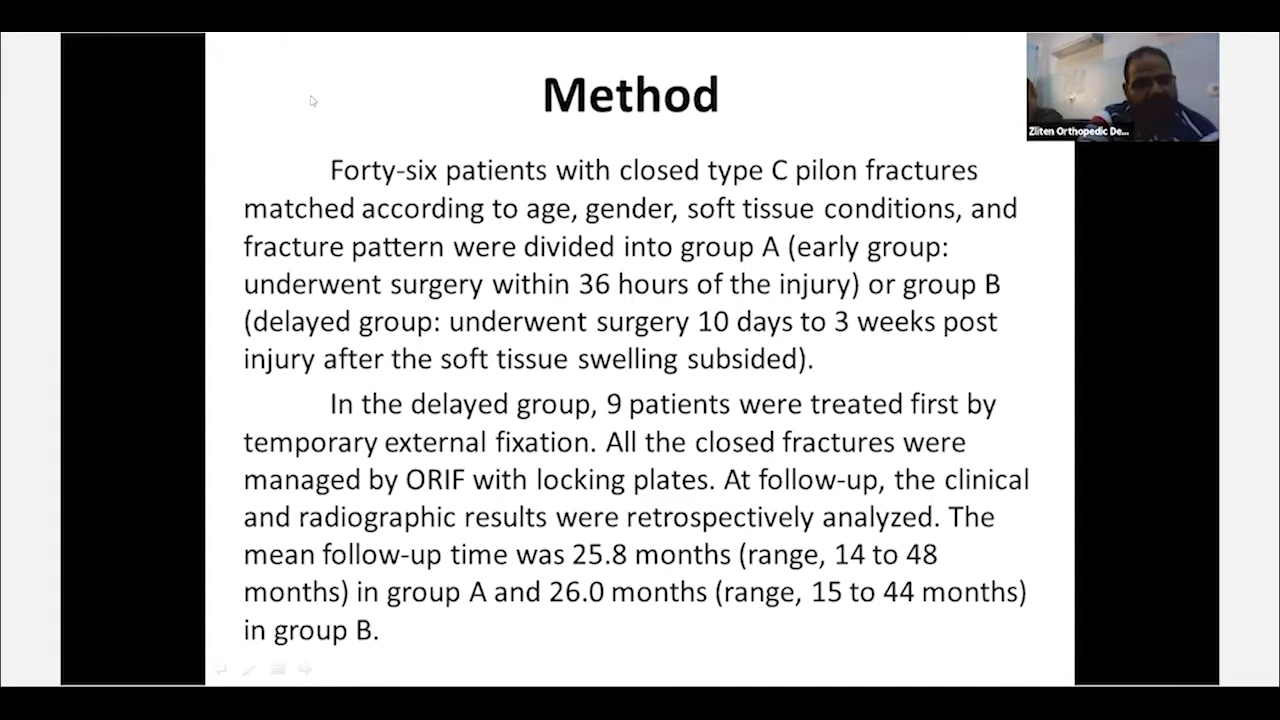 Method
Ziiten Orthopedic De...
Forty-six patients with closed type C pilon fractures
matched according to age, gender, soft tissue conditions, and
fracture pattern were divided into group A (early group:
underwent surgery within 36 hours of the injury) or group B
(delayed group: underwent surgery 10 days to 3 weeks post
injury after the soft tissue swelling subsided).
In the delayed group, 9 patients were treated first by
temporary external fixation. All the closed fractures were
managed by ORIF with locking plates. At follow-up, the clinical
and radiographic results were retrospectively analyzed. The
mean follow-up time was 25.8 months (range, 14 to 48
months) in group A and 26.0 months (range, 15 to 44 months)
in group B.